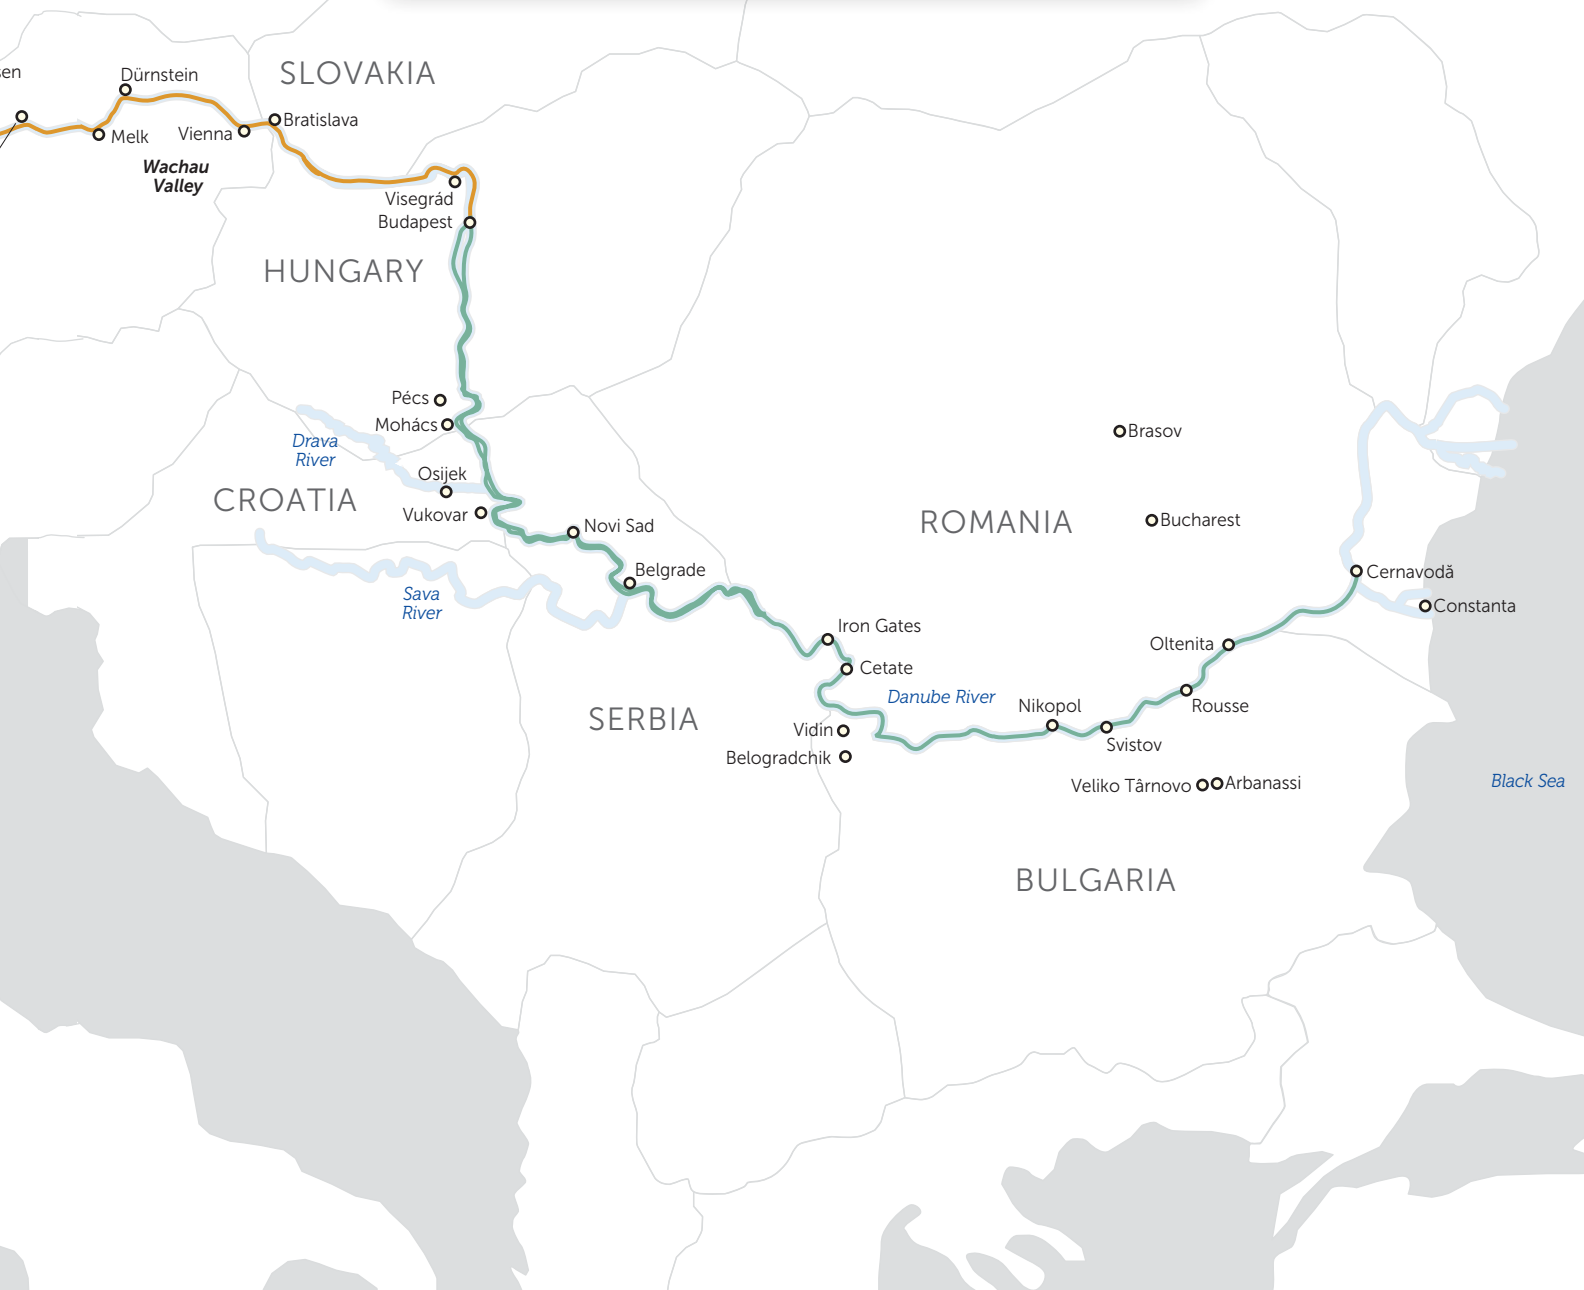 SLOVAKIA
Dürnstein
Bratislava
Melk
Vienna
Wachau
Valley
Visegrád
Budapest
HUNGARY
Pécs
Mohács
Drava
River
Osijek
CROATIA
Vukovar
Novi Sad
Belgrade
Sava
River
Brasov
ROMANIA
Bucharest
Cernavodă
Constanta
Iron Gates
Oltenita
Cetate
Danube River
SERBIA
Nikopol
Rousse
Vidin
Svistov
Belogradchik
Veliko Târnovo
Arbanassi
Black Sea
BULGARIA